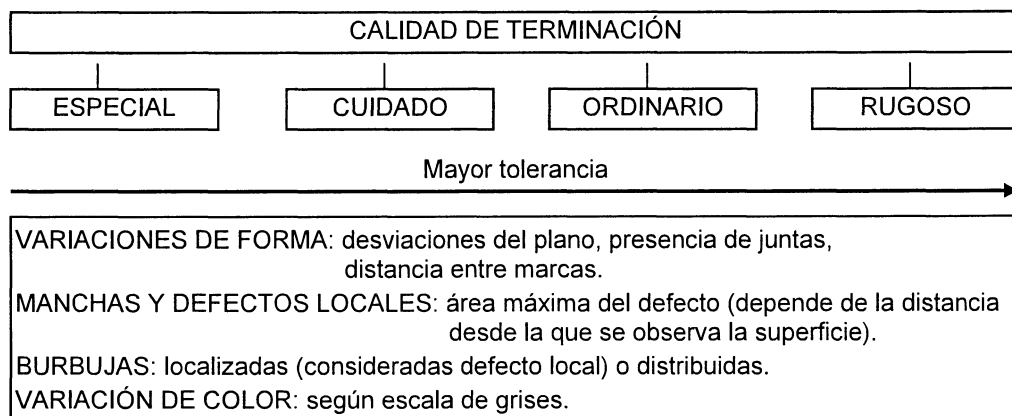 CALIDAD DE TERMINACIÓN
ESPECIAL CUIDADO ORDINARIO RUGOSO
Mayor tolerancia
VARIACIONES DE FORMA: desviaciones del plano, presencia de juntas,
distancia entre marcas.
MANCHAS Y DEFECTOS LOCALES: área máxima del defecto (depende de la distancia
desde la que se observa la superficie).
BURBUJAS: localizadas (consideradas defecto local) o distribuidas.
VARIACIÓN DE COLOR: según escala de grises.